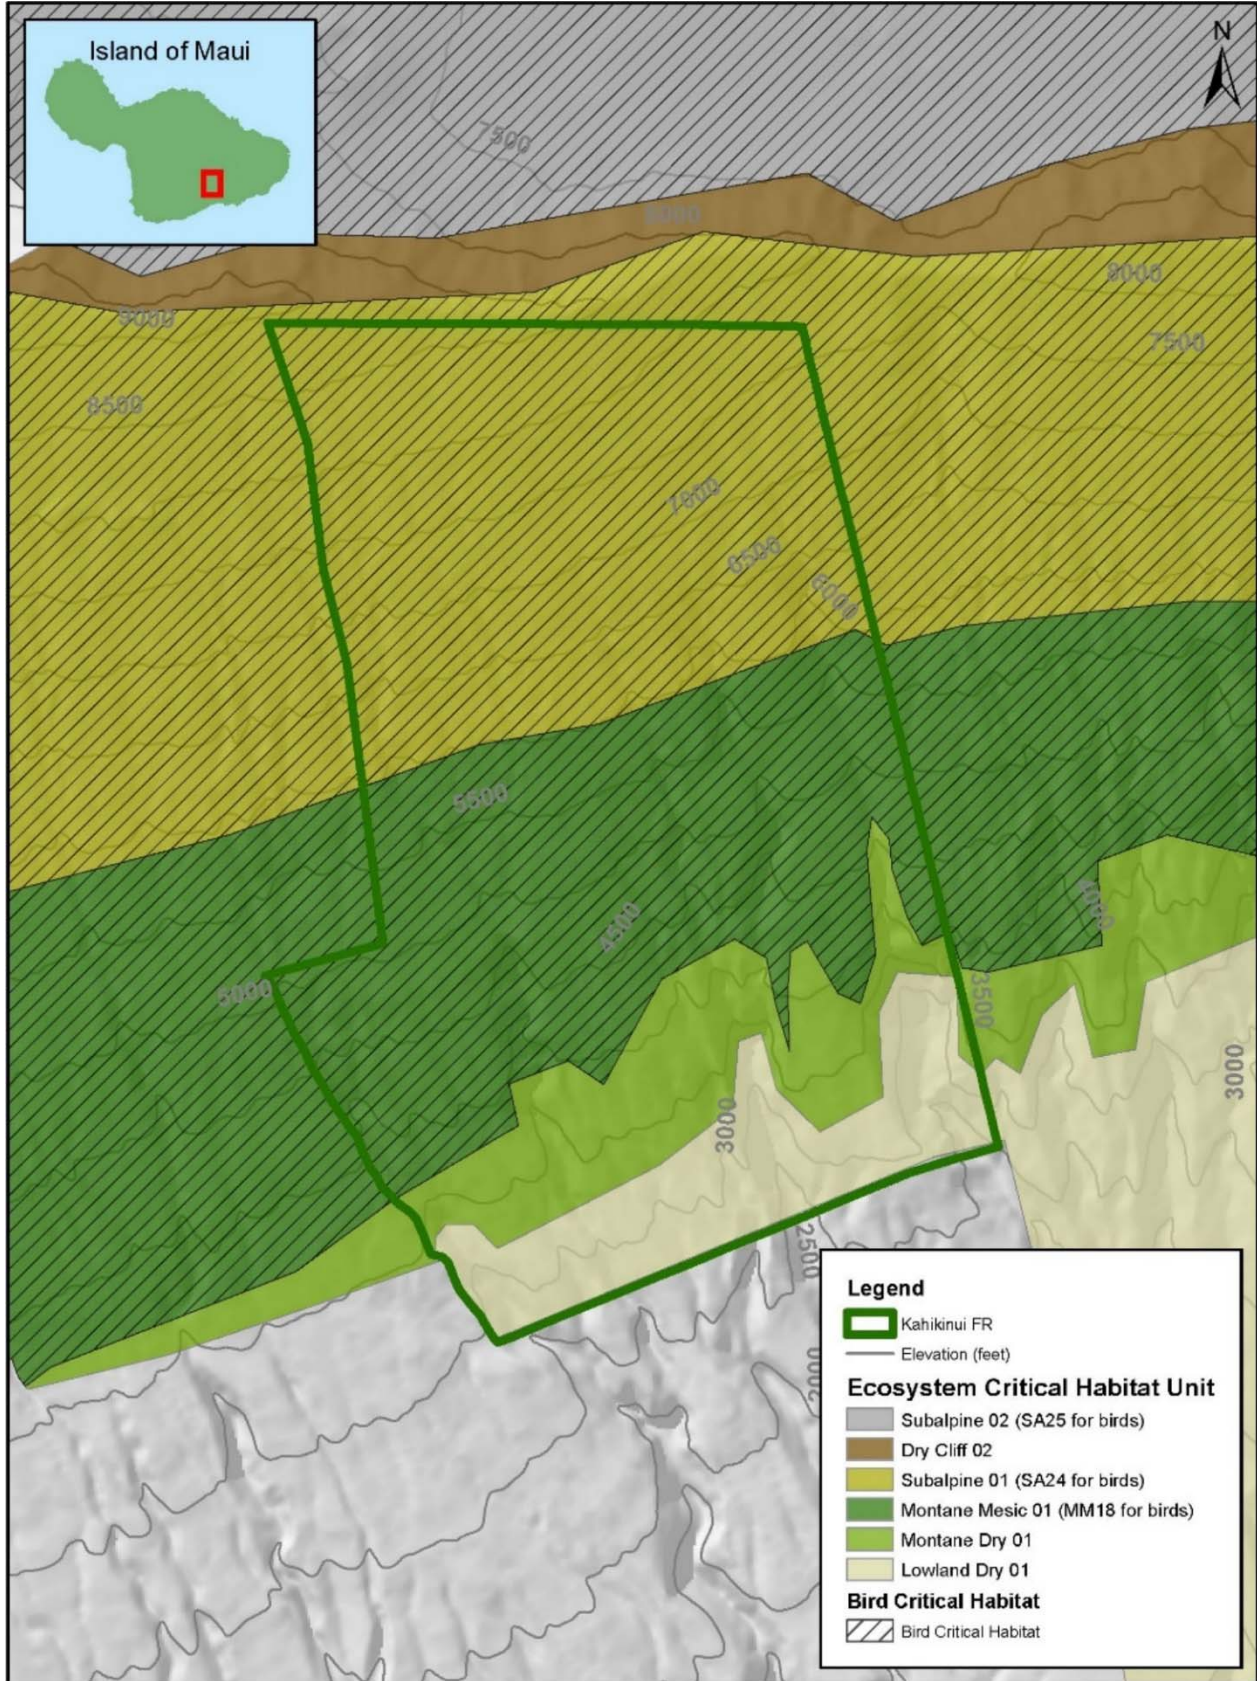 Island of Maui
N
7500
8000
8000
9000
7500
8500
7000
6500
6000
5500
4500
4000
5000
3500
3000
3000
2500
2000
Legend
Kahikinui FR
Elevation (feet)
Ecosystem Critical Habitat Unit
Subalpine 02 (SA25 for birds)
Dry Cliff 02
Subalpine 01 (SA24 for birds)
Montane Mesic 01 (MM18 for birds)
Montane Dry 01
Lowland Dry 01
Bird Critical Habitat
Bird Critical Habitat